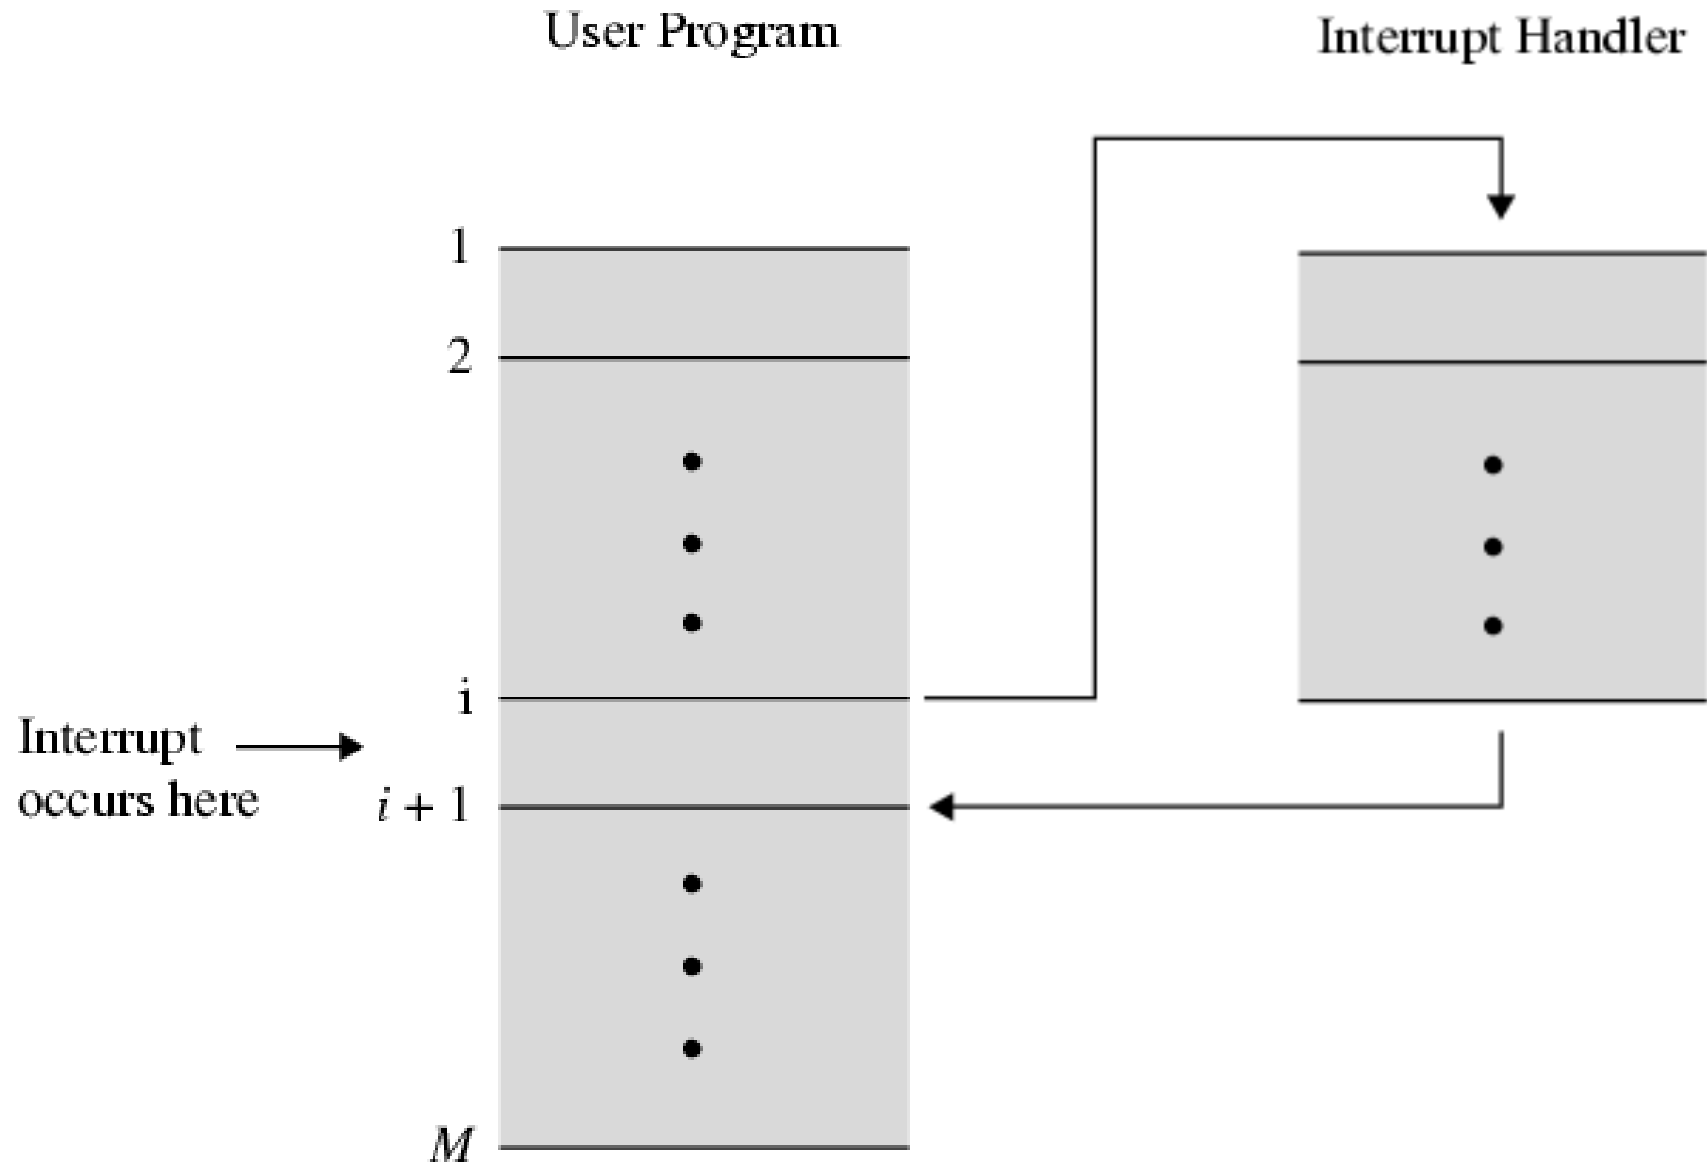 User Program
Interrupt Handler
1
2
i
Interrupt
occurs here
i + 1
M